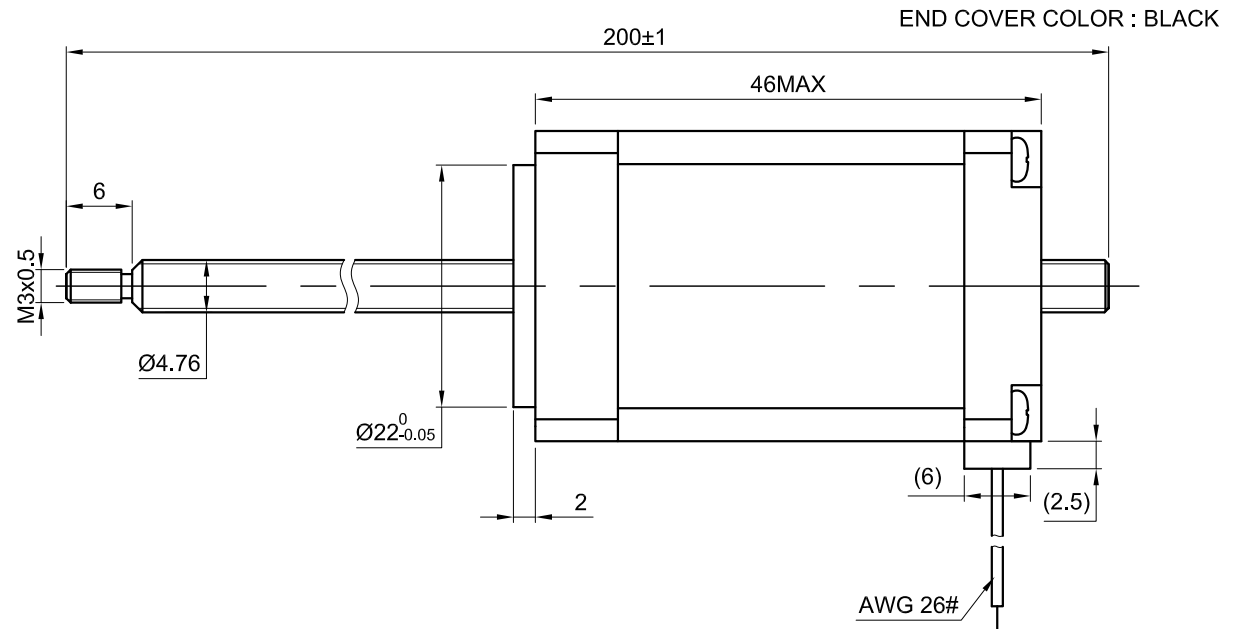 END COVER COLOR : BLACK
200±1
46MAX
6
M3x0.5
Ø4.76
Ø22 0 -0.05
2
(6)
(2.5)
AWG 26#